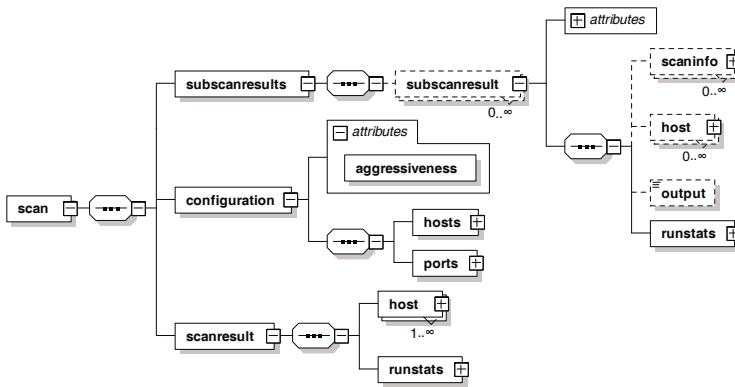 attributes
scaninfo
0..∞
subscanresults
subscanresult
0..∞
host
0..∞
output
runstats
attributes
aggressiveness
scan
configuration
hosts
ports
scanresult
host
1..∞
runstats